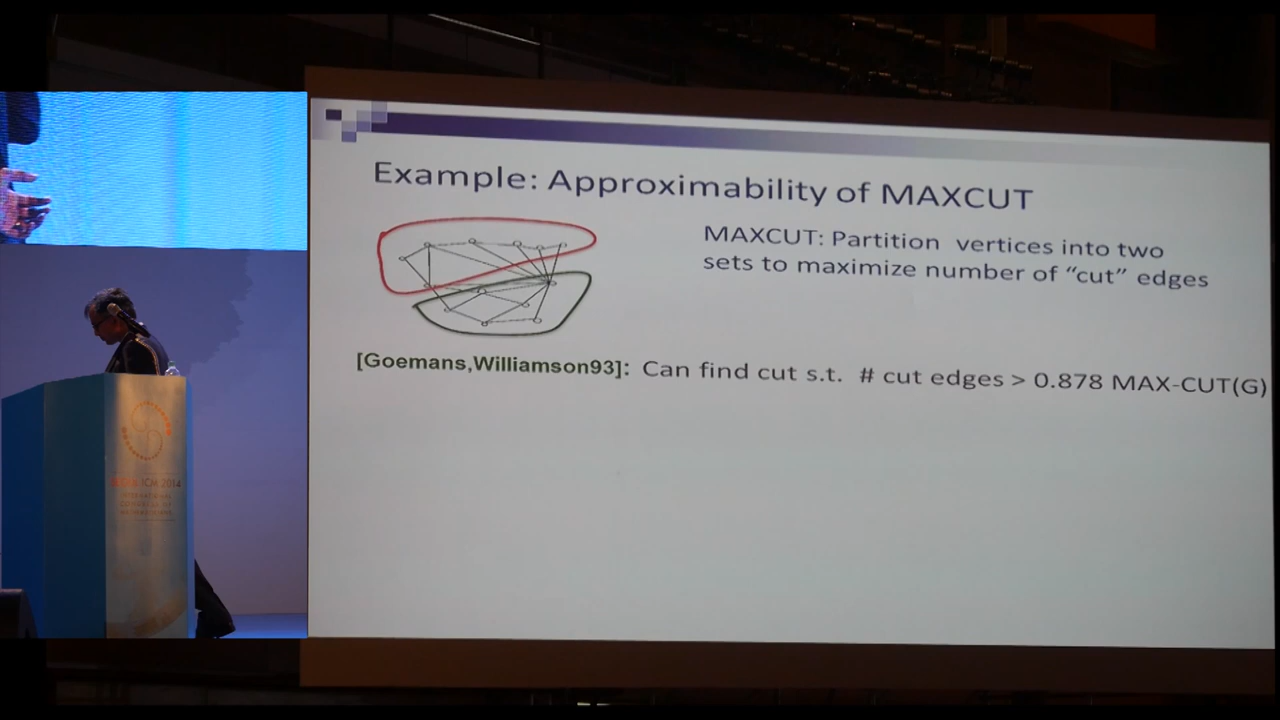 Example: Approximability of MAXCUT
MAXCUT: Partition vertices into two
sets to maximize number of “cut” edges
[Goemans,Williamson93]: Can find cut s.t. # cut edges > 0.878 MAX-CUT(G)
ICM 2014